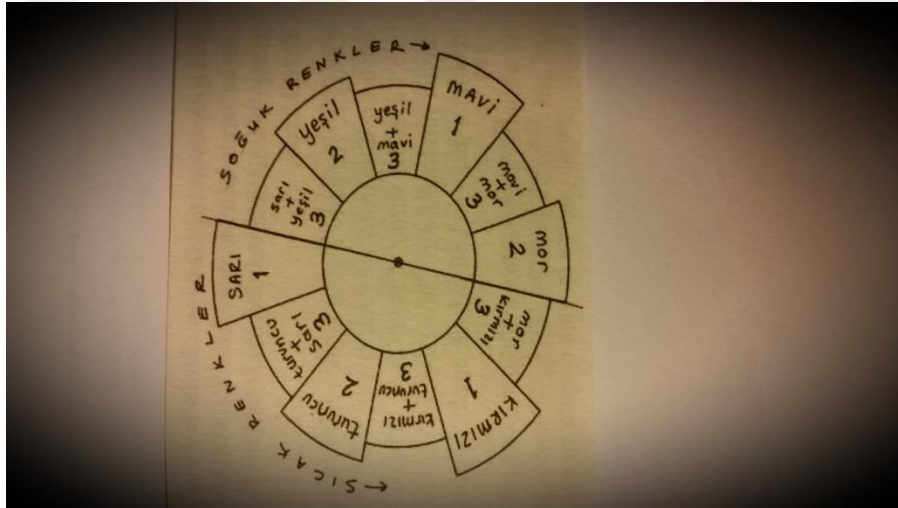 SOĞUK RENKLER →
MAVİ
1
mavi
+
mor
3
mor
2
mor
+
kırmızı
3
KIRMIZI
1
kırmızı
+
turuncu
3
turuncu
2
turuncu
+
sarı
3
SARI
1
sarı
+
yeşil
3
yeşil
2
yeşil
+
mavi
3
SICAK RENKLER →